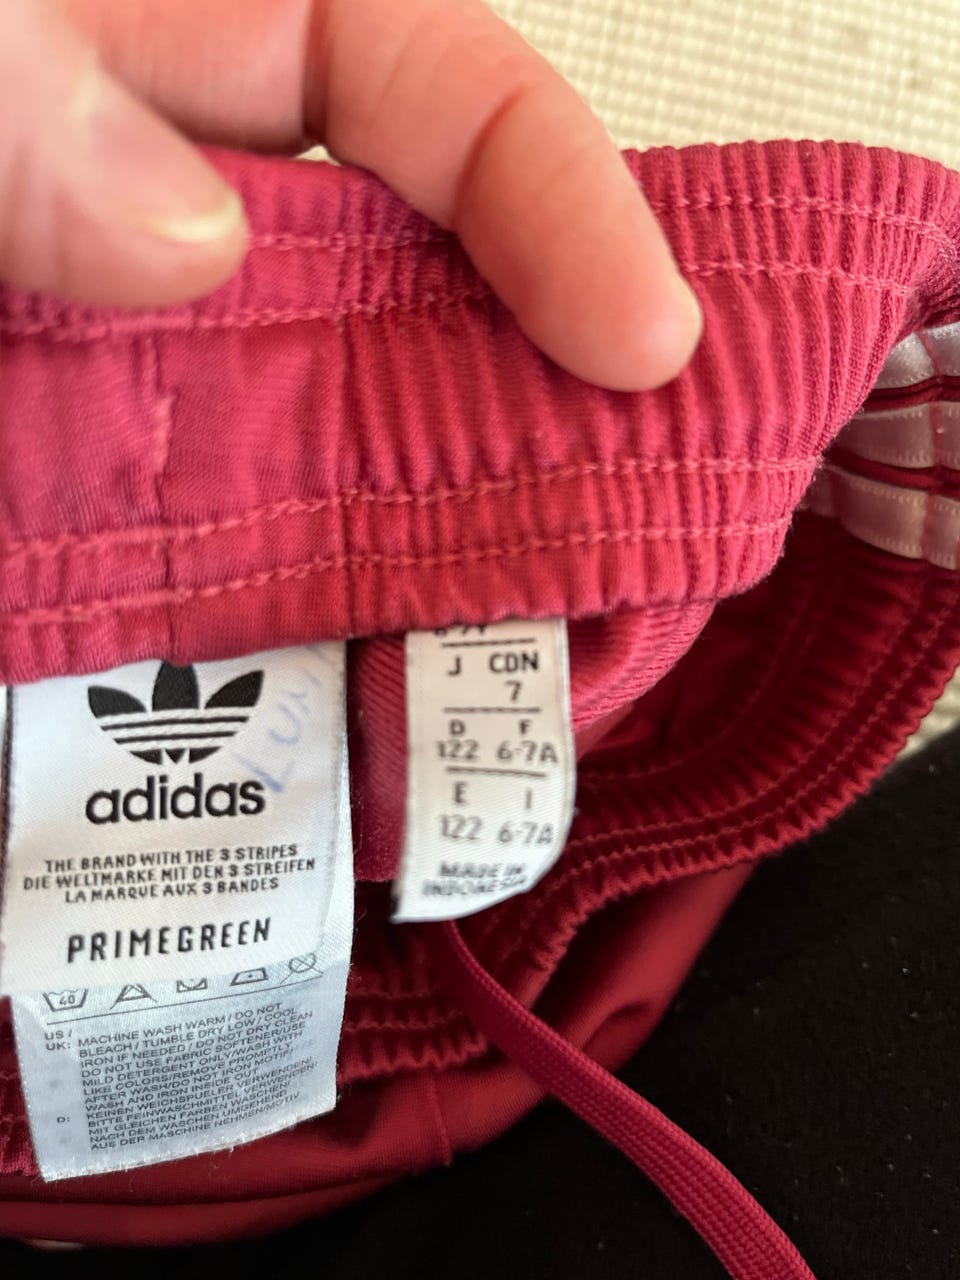 adidas
THE BRAND WITH THE 3 STRIPES
DIE WELTMARKE MIT DEN 3 STREIFEN
LA MARQUE AUX 3 BANDES
PRIMEGREEN
40
US /
UK: MACHINE WASH WARM / DO NOT
BLEACH / TUMBLE DRY LOW / COOL
IRON IF NEEDED / DO NOT DRY CLEAN
DO NOT USE FABRIC SOFTENER/USE
MILD DETERGENT ONLY/WASH WITH
LIKE COLORS/REMOVE PROMPTLY
AFTER WASH/DO NOT IRON MOTIF/
WASH AND IRON INSIDE OUT
D: KEINEN WEICHSPUELER VERWENDEN/
BITTE FEINWASCHMITTEL VERWENDEN/
MIT GLEICHEN FARBEN WASCHEN/
NACH DEM WASCHEN UMGEHEND
AUS DER MASCHINE NEHMEN/MOTIV
J CDN
7
D F
122 6-7A
E I
122 6-7A
MADE IN
INDONESIA